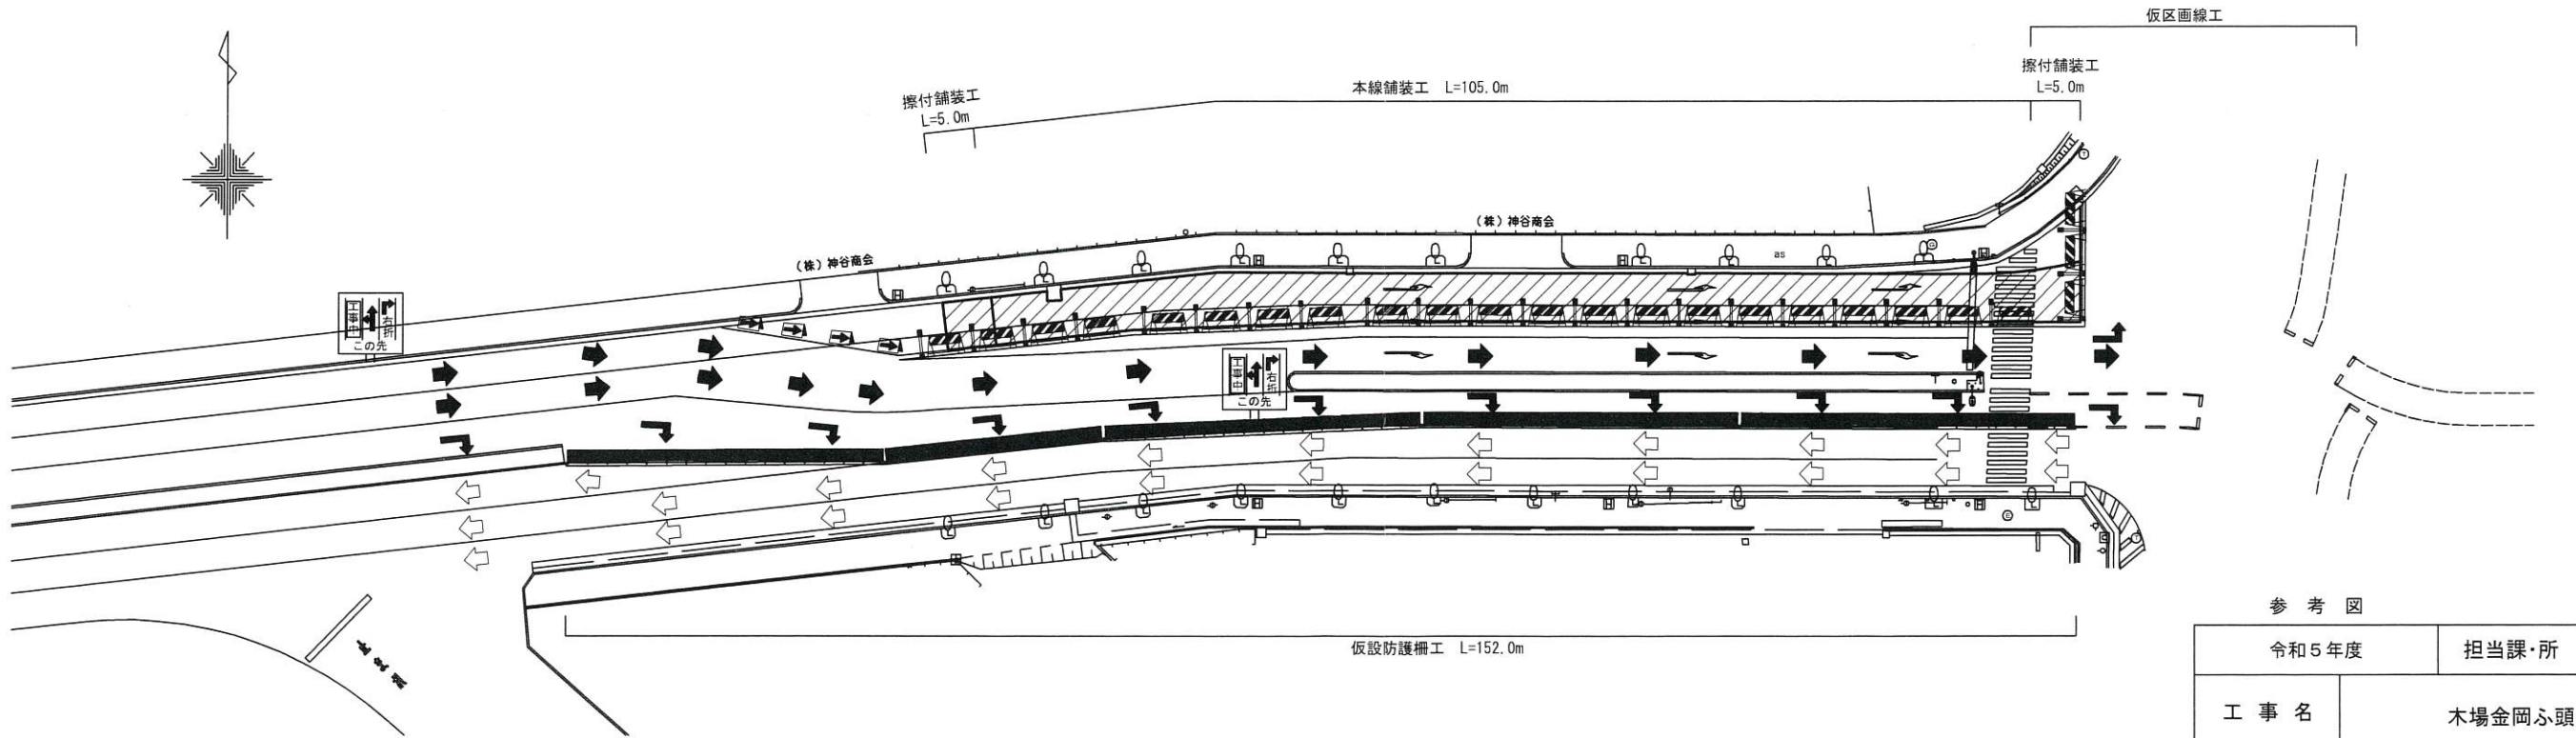 仮区画線工
擦付舗装工
L=5.0m
本線舗装工 L=105.0m
擦付舗装工
L=5.0m
(株)神谷商会
(株)神谷商会
as
工事中
右折
この先
工事中
右折
この先
仮設防護柵工 L=152.0m
参考図
令和5年度
担当課・所
工事名
木場金岡ふ頭